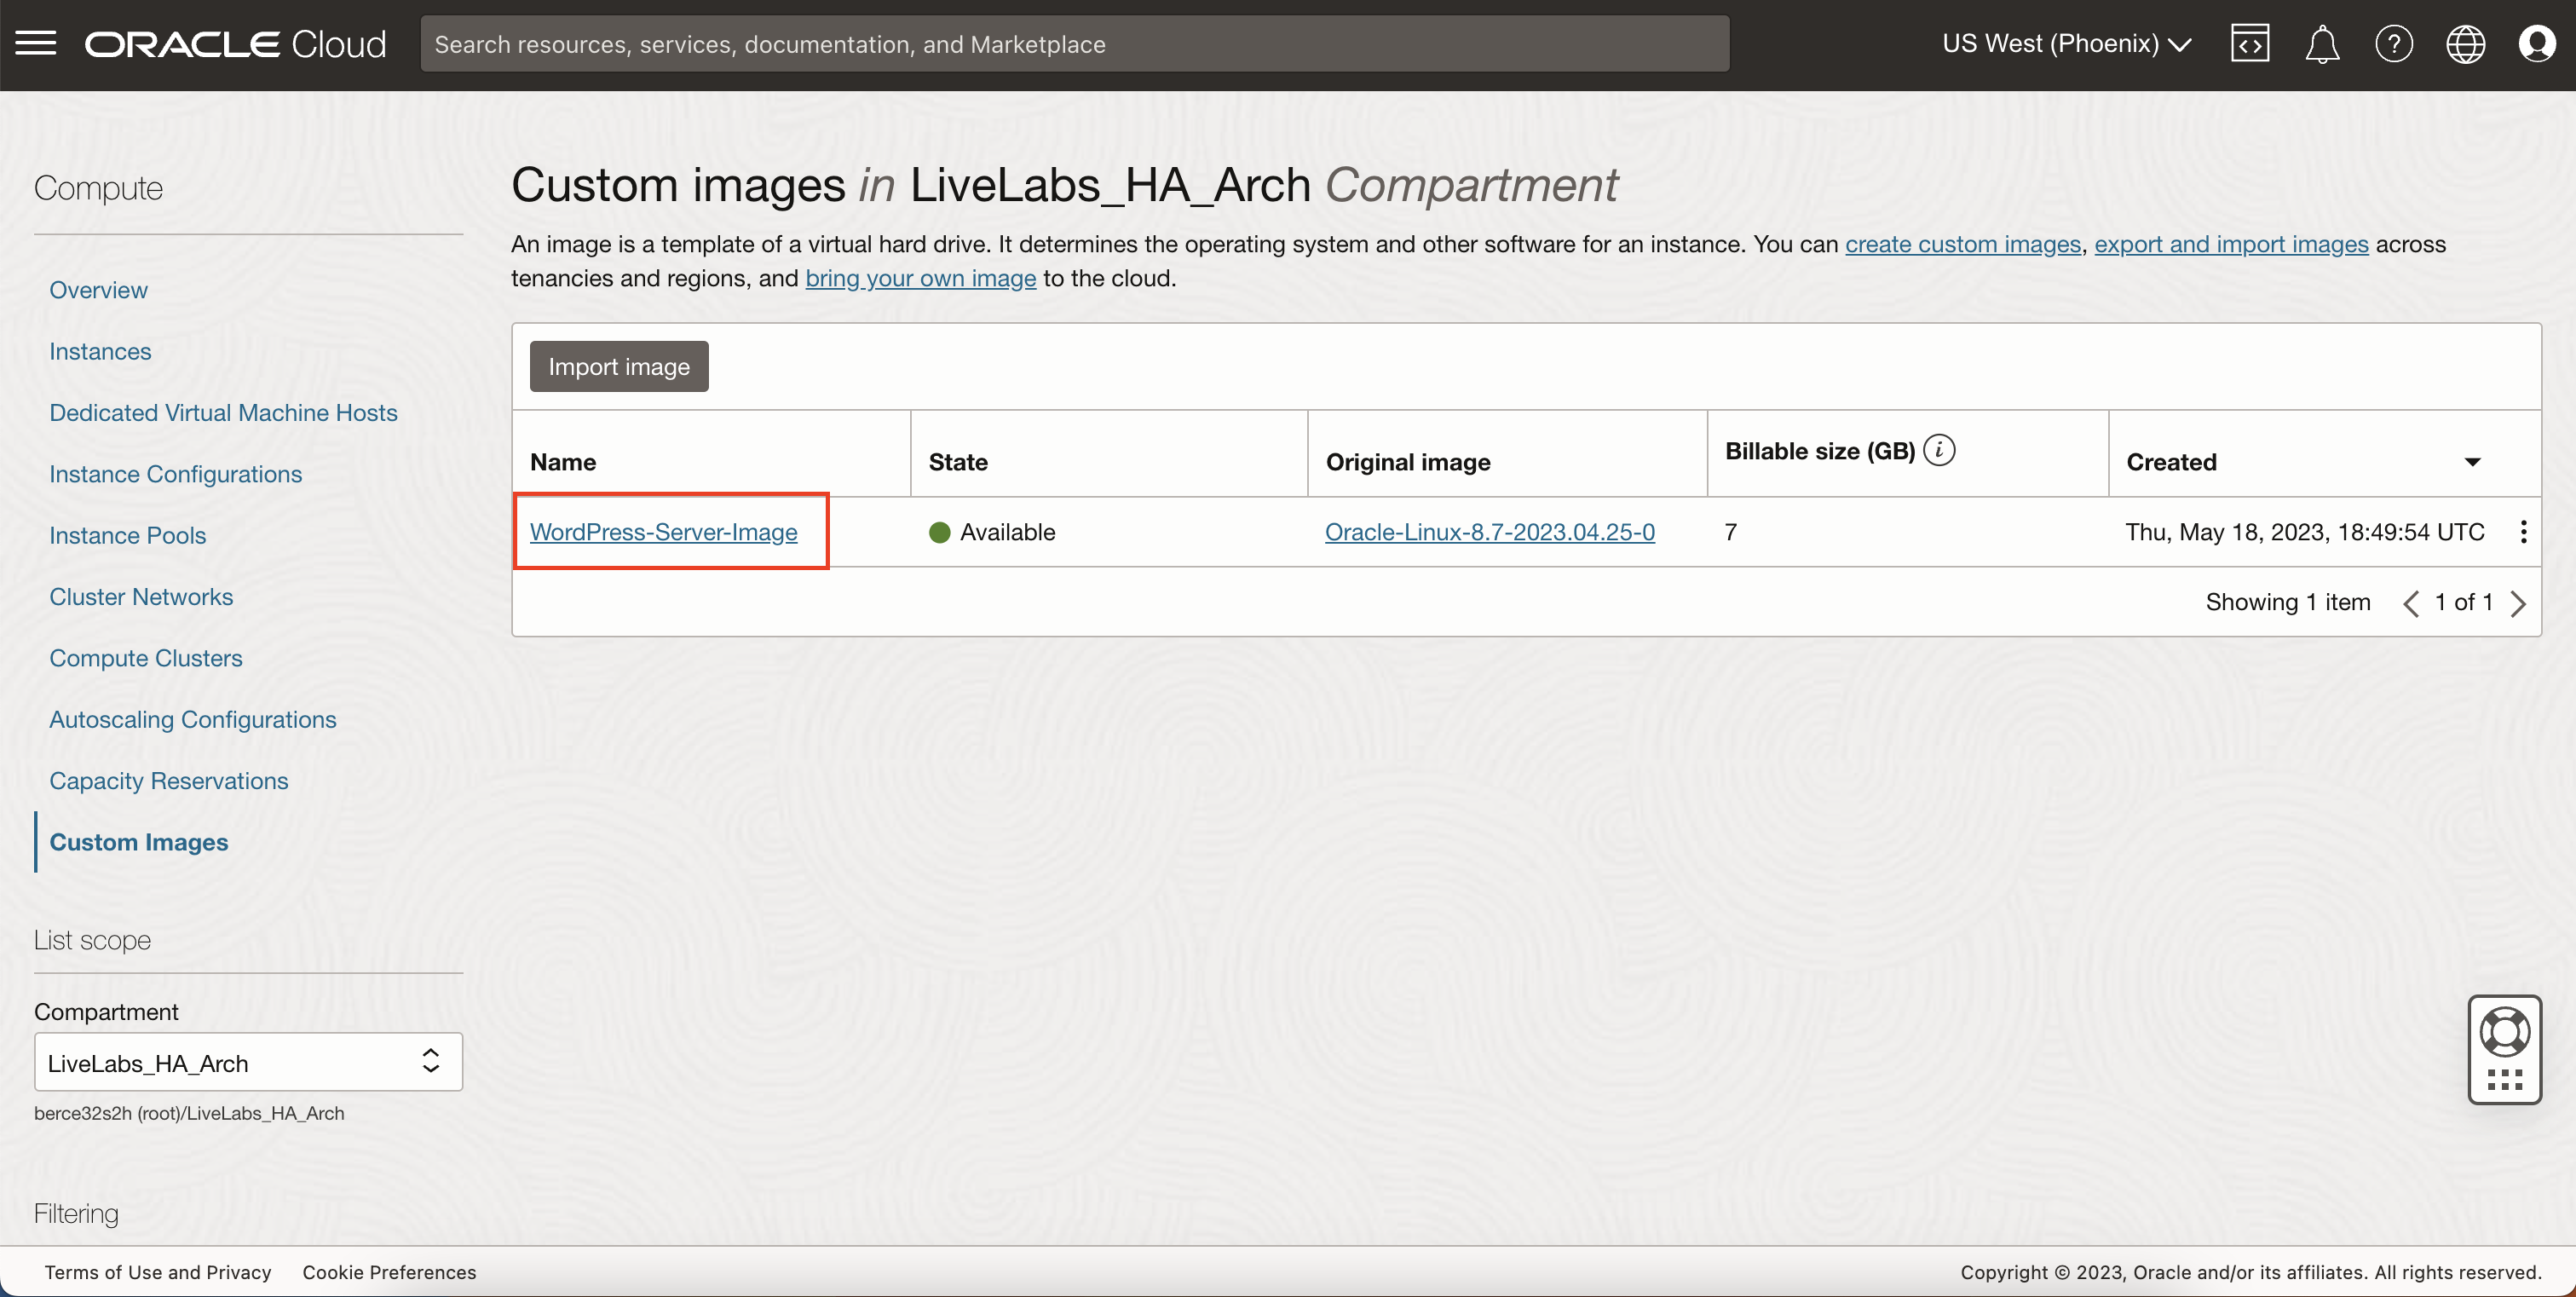 ORACLE Cloud
Search resources, services, documentation, and Marketplace
US West (Phoenix)
Compute
Overview
Instances
Dedicated Virtual Machine Hosts
Instance Configurations
Instance Pools
Cluster Networks
Compute Clusters
Autoscaling Configurations
Capacity Reservations
Custom Images
List scope
Compartment
LiveLabs_HA_Arch
berce32s2h (root)/LiveLabs_HA_Arch
Filtering
Custom images in LiveLabs_HA_Arch Compartment
An image is a template of a virtual hard drive. It determines the operating system and other software for an instance. You can create custom images, export and import images across
tenancies and regions, and bring your own image to the cloud.
Import image
Name State Original image Billable size (GB) i Created
WordPress-Server-Image Available Oracle-Linux-8.7-2023.04.25-0 7 Thu, May 18, 2023, 18:49:54 UTC
Showing 1 item 1 of 1
Terms of Use and Privacy Cookie Preferences
Copyright © 2023, Oracle and/or its affiliates. All rights reserved.